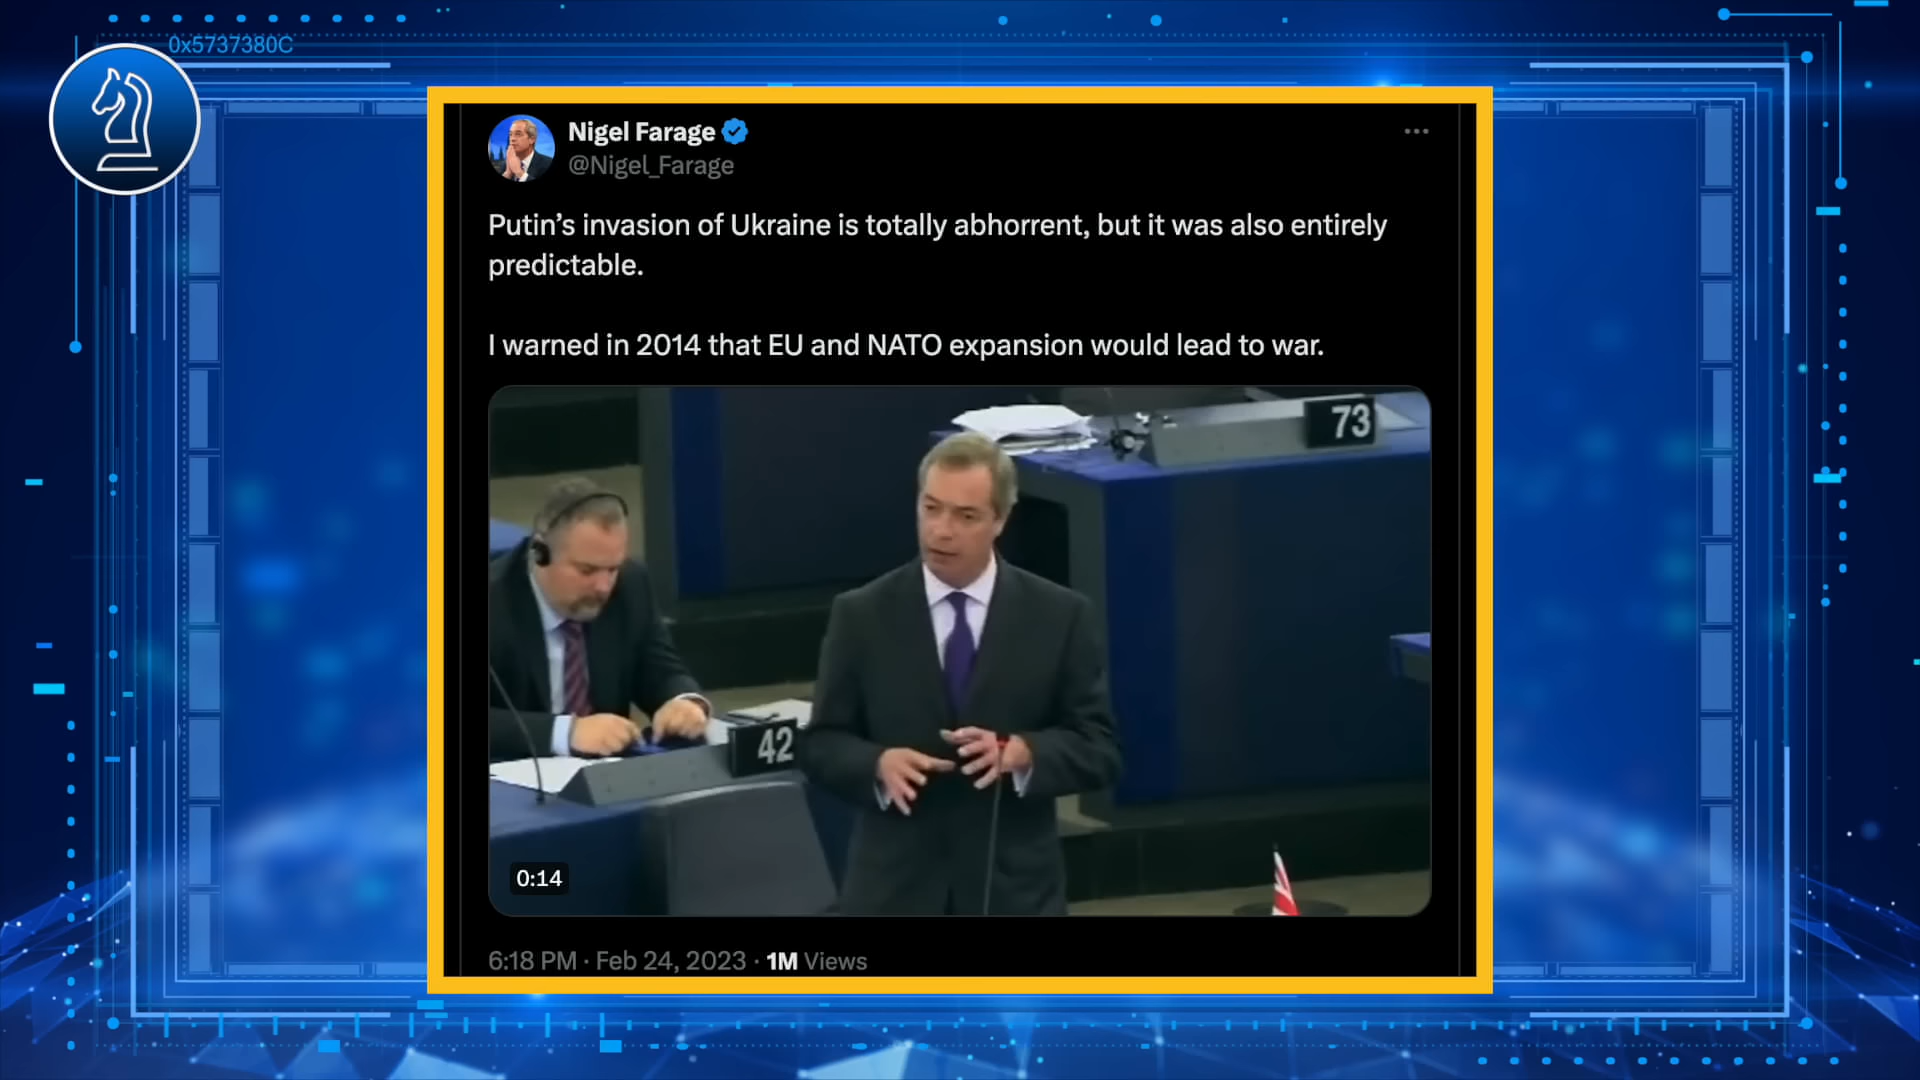 0x5737380C
Nigel Farage
@Nigel_Farage
Putin’s invasion of Ukraine is totally abhorrent, but it was also entirely
predictable.
I warned in 2014 that EU and NATO expansion would lead to war.
73
42
0:14
6:18 PM · Feb 24, 2023 · 1M Views